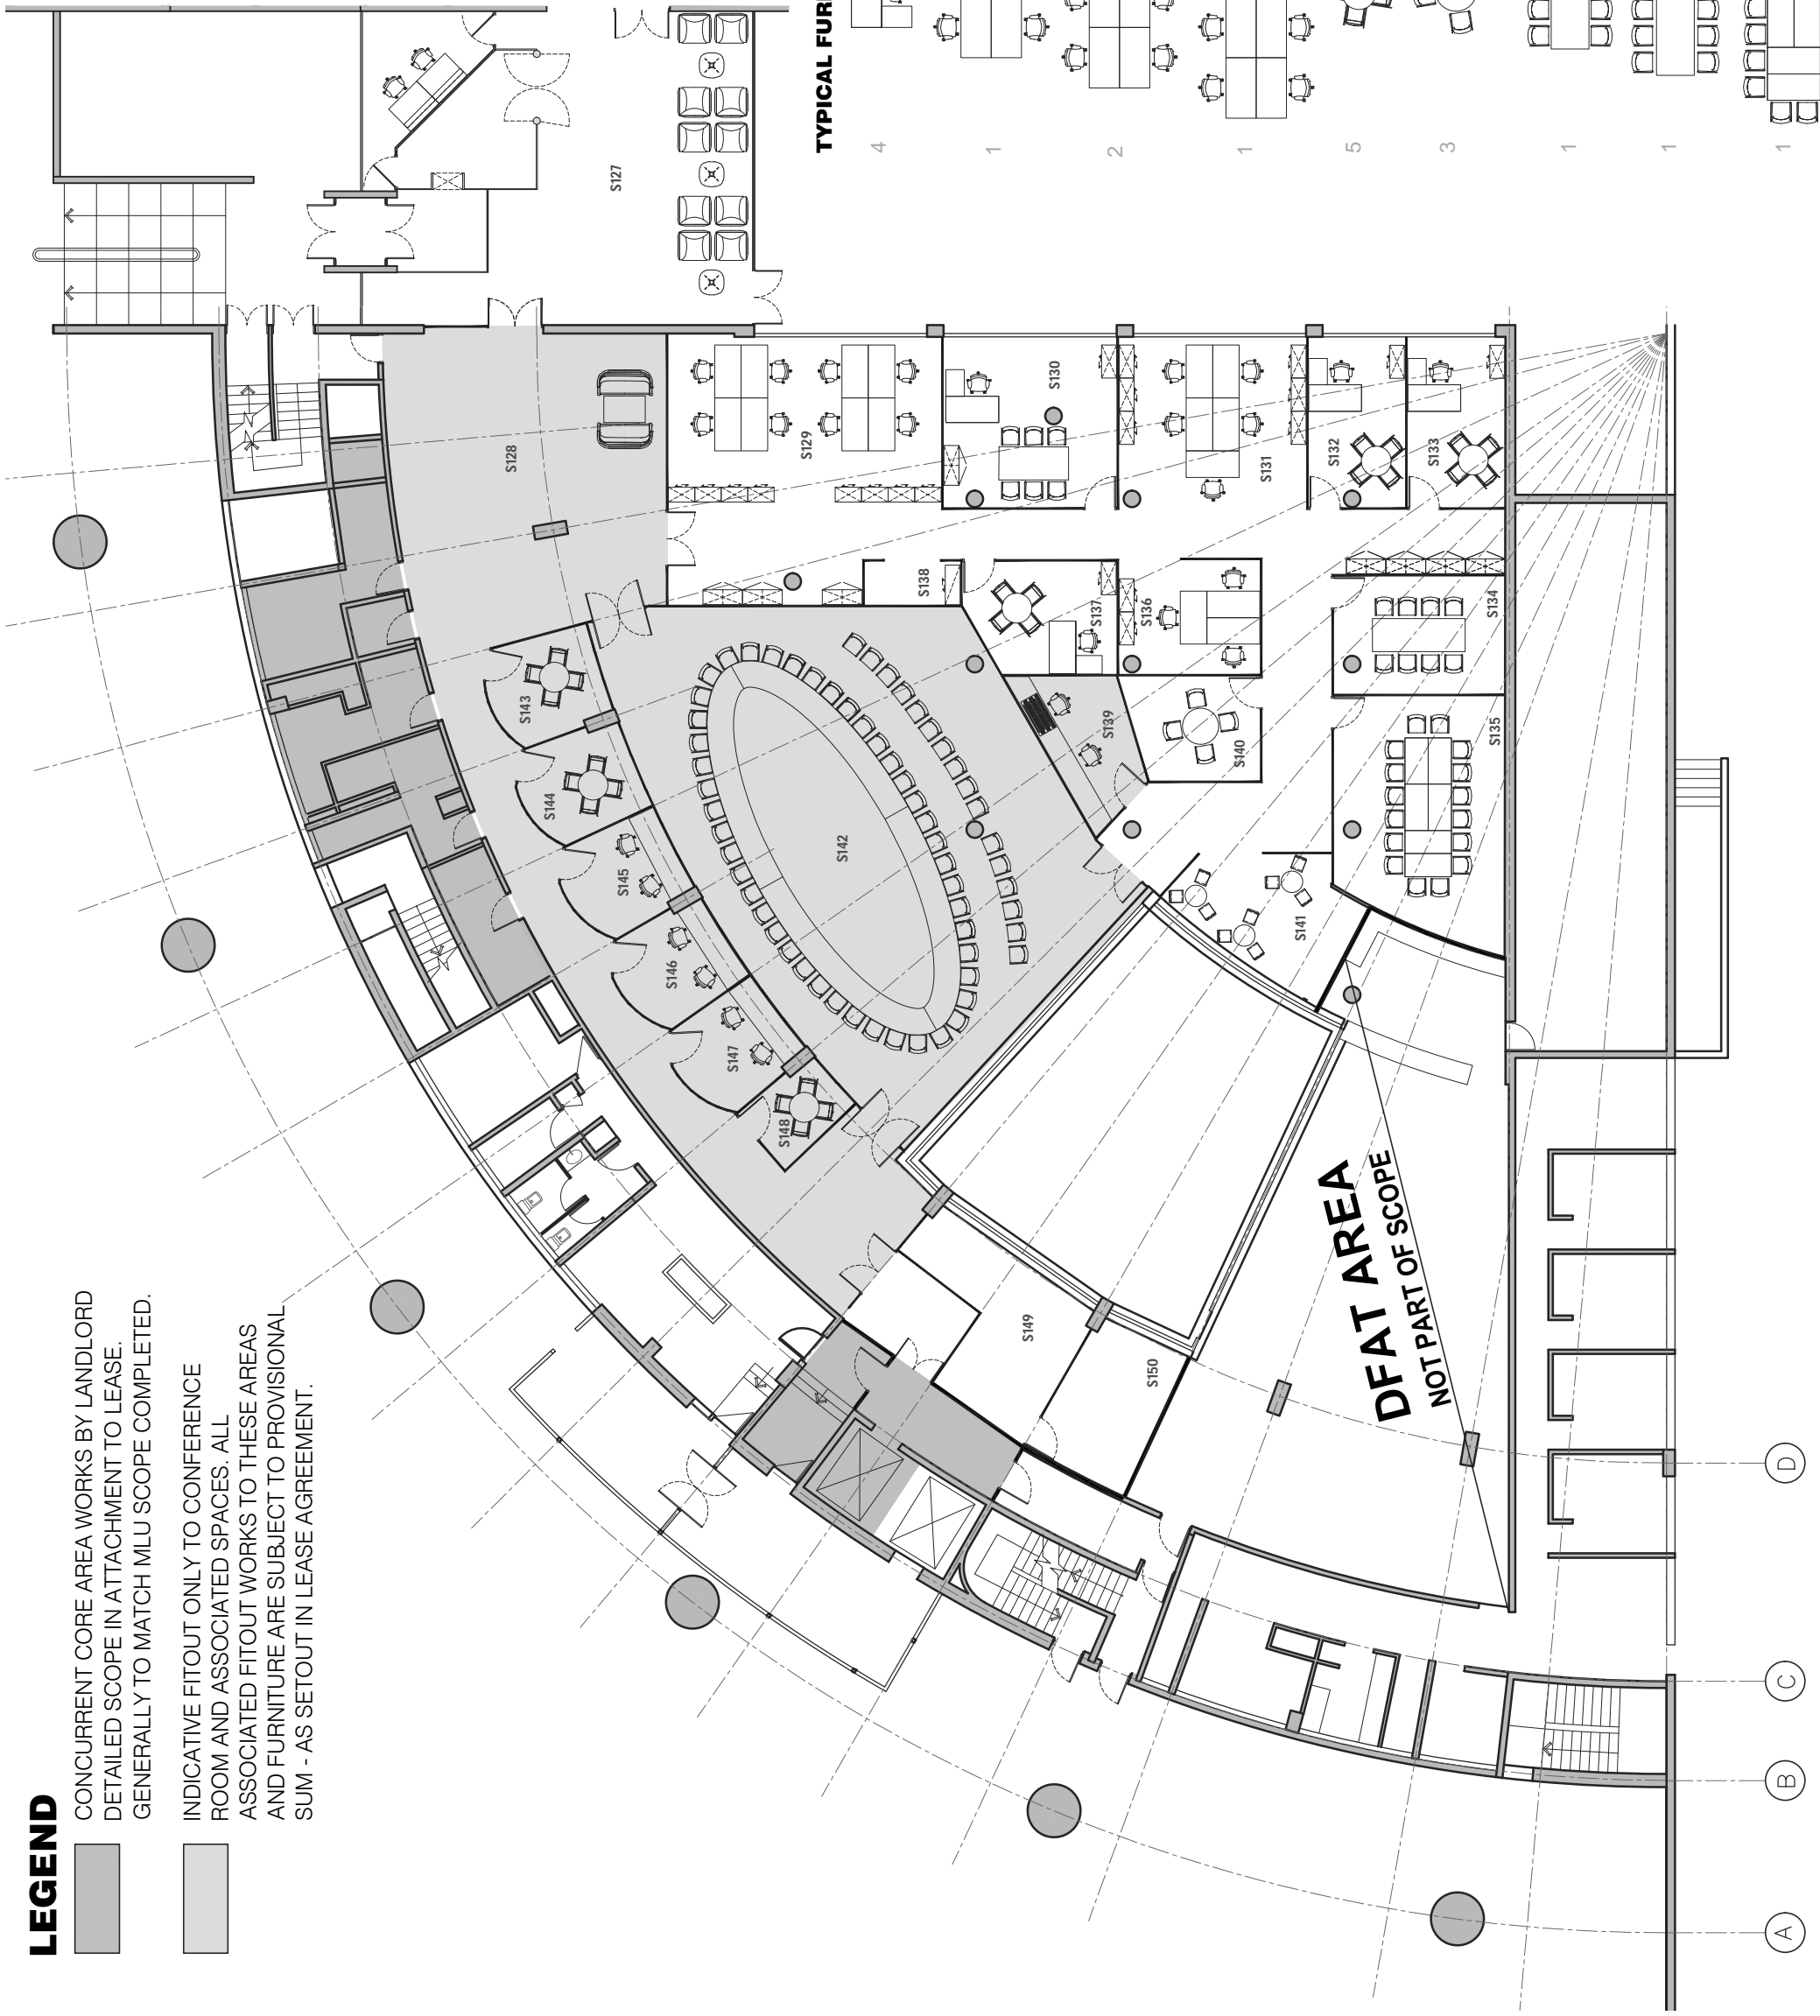 LEGEND
CONCURRENT CORE AREA WORKS BY LANDLORD
DETAILED SCOPE IN ATTACHMENT TO LEASE.
GENERALLY TO MATCH MLU SCOPE COMPLETED.
INDICATIVE FITOUT ONLY TO CONFERENCE
ROOM AND ASSOCIATED SPACES. ALL
ASSOCIATED FITOUT WORKS TO THESE AREAS
AND FURNITURE ARE SUBJECT TO PROVISIONAL
SUM - AS SETOUT IN LEASE AGREEMENT.
TYPICAL FUR
4
1
2
1
5
3
1
1
1
S127
S128
S129
S130
S131
S132
S133
S134
S135
S136
S137
S138
S139
S140
S141
S142
S143
S144
S145
S146
S147
S148
S149
S150
DFAT AREA
NOT PART OF SCOPE
A
B
C
D